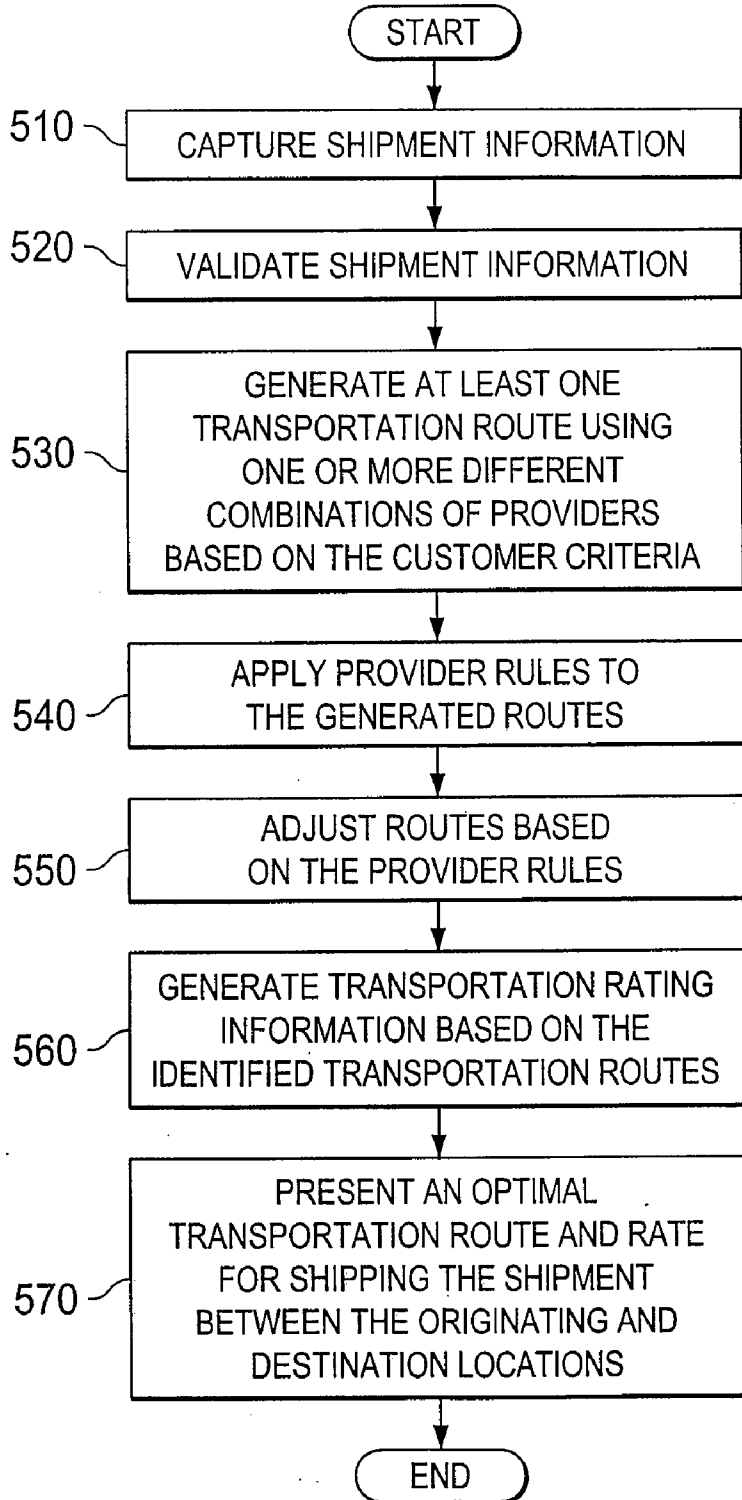 START
510
CAPTURE SHIPMENT INFORMATION
520
VALIDATE SHIPMENT INFORMATION
530
GENERATE AT LEAST ONE
TRANSPORTATION ROUTE USING
ONE OR MORE DIFFERENT
COMBINATIONS OF PROVIDERS
BASED ON THE CUSTOMER CRITERIA
540
APPLY PROVIDER RULES TO
THE GENERATED ROUTES
550
ADJUST ROUTES BASED
ON THE PROVIDER RULES
560
GENERATE TRANSPORTATION RATING
INFORMATION BASED ON THE
IDENTIFIED TRANSPORTATION ROUTES
570
PRESENT AN OPTIMAL
TRANSPORTATION ROUTE AND RATE
FOR SHIPPING THE SHIPMENT
BETWEEN THE ORIGINATING AND
DESTINATION LOCATIONS
END